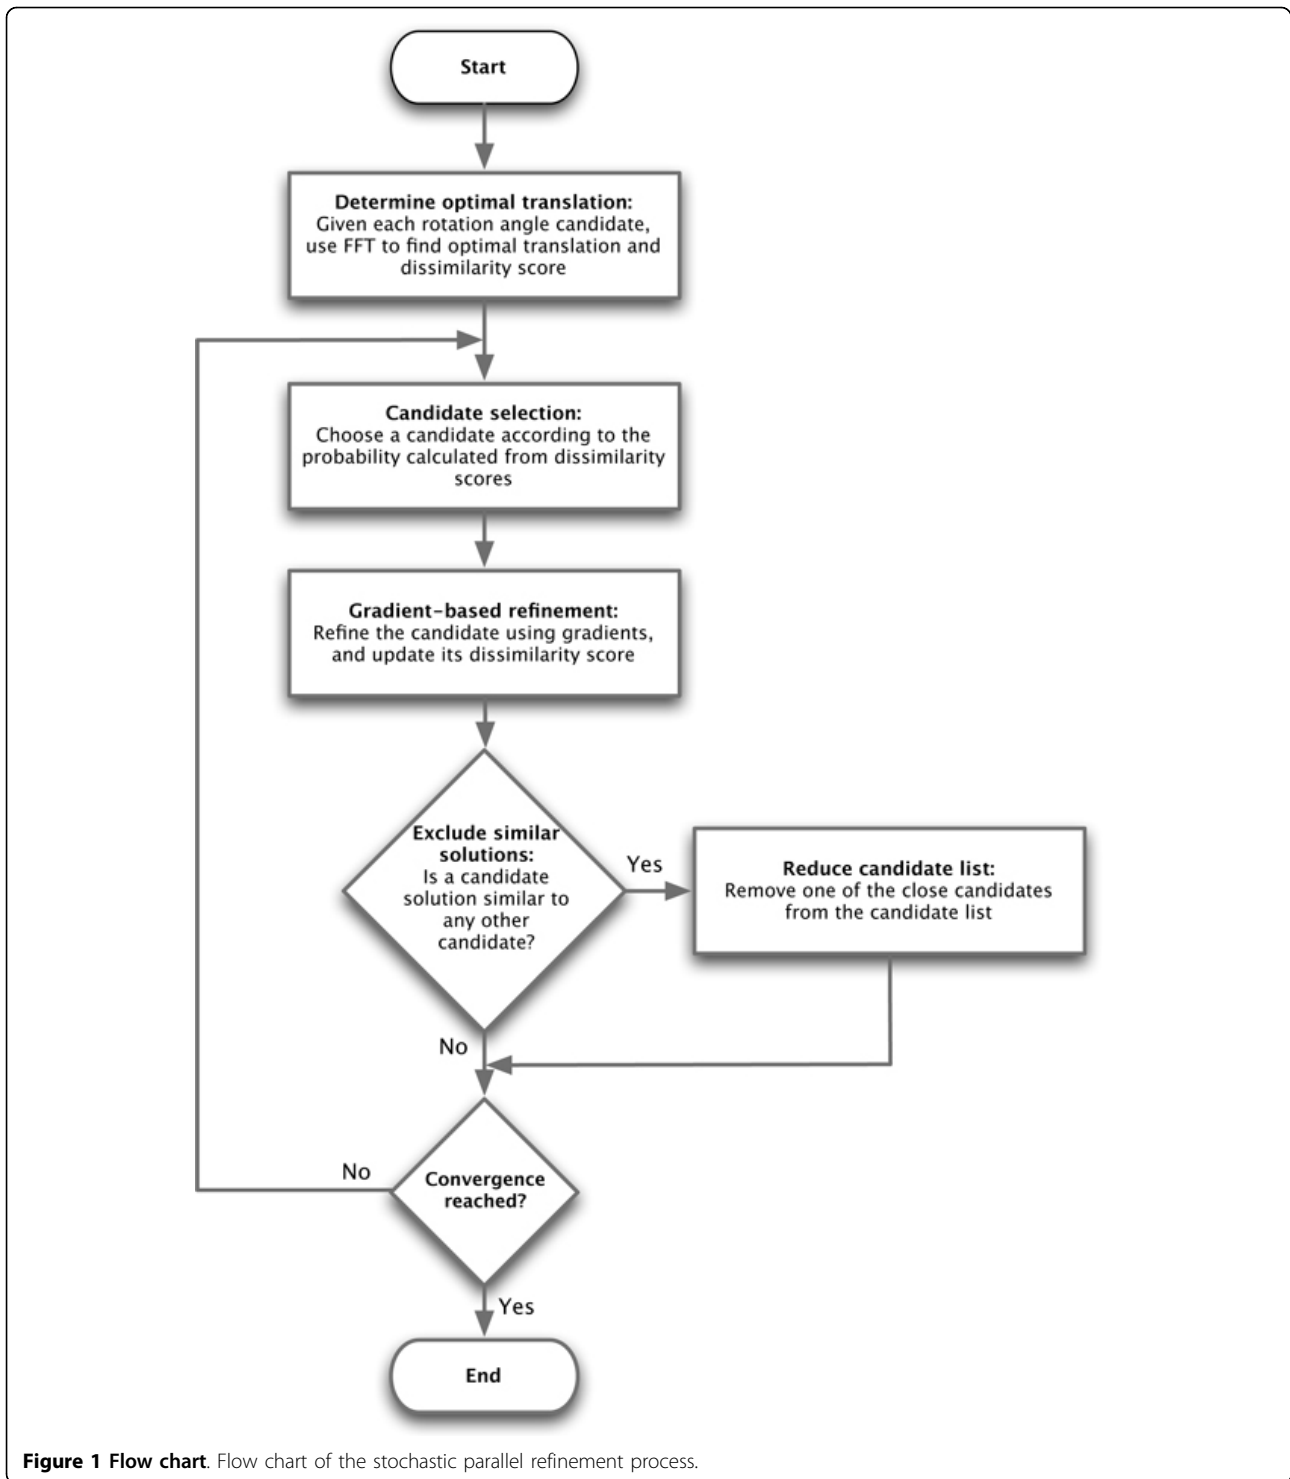 Start
Determine optimal translation:
Given each rotation angle candidate,
use FFT to find optimal translation and
dissimilarity score
Candidate selection:
Choose a candidate according to the
probability calculated from dissimilarity
scores
Gradient-based refinement:
Refine the candidate using gradients,
and update its dissimilarity score
Exclude similar
solutions:
Is a candidate
solution similar to
any other
candidate?
Yes
Reduce candidate list:
Remove one of the close candidates
from the candidate list
No
Convergence
reached?
No
Yes
End
Figure 1 Flow chart. Flow chart of the stochastic parallel refinement process.